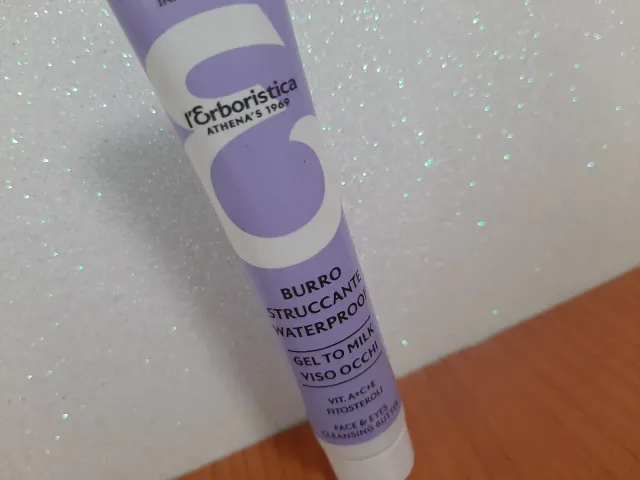 l'Erboristica
ATHENA'S 1969
BURRO
STRUCCANTE
WATERPROOF
GEL TO MILK
VISO OCCHI
VIT. A+C+E
FITOSTEROLI
FACE & EYES
CLEANSING BUTTER